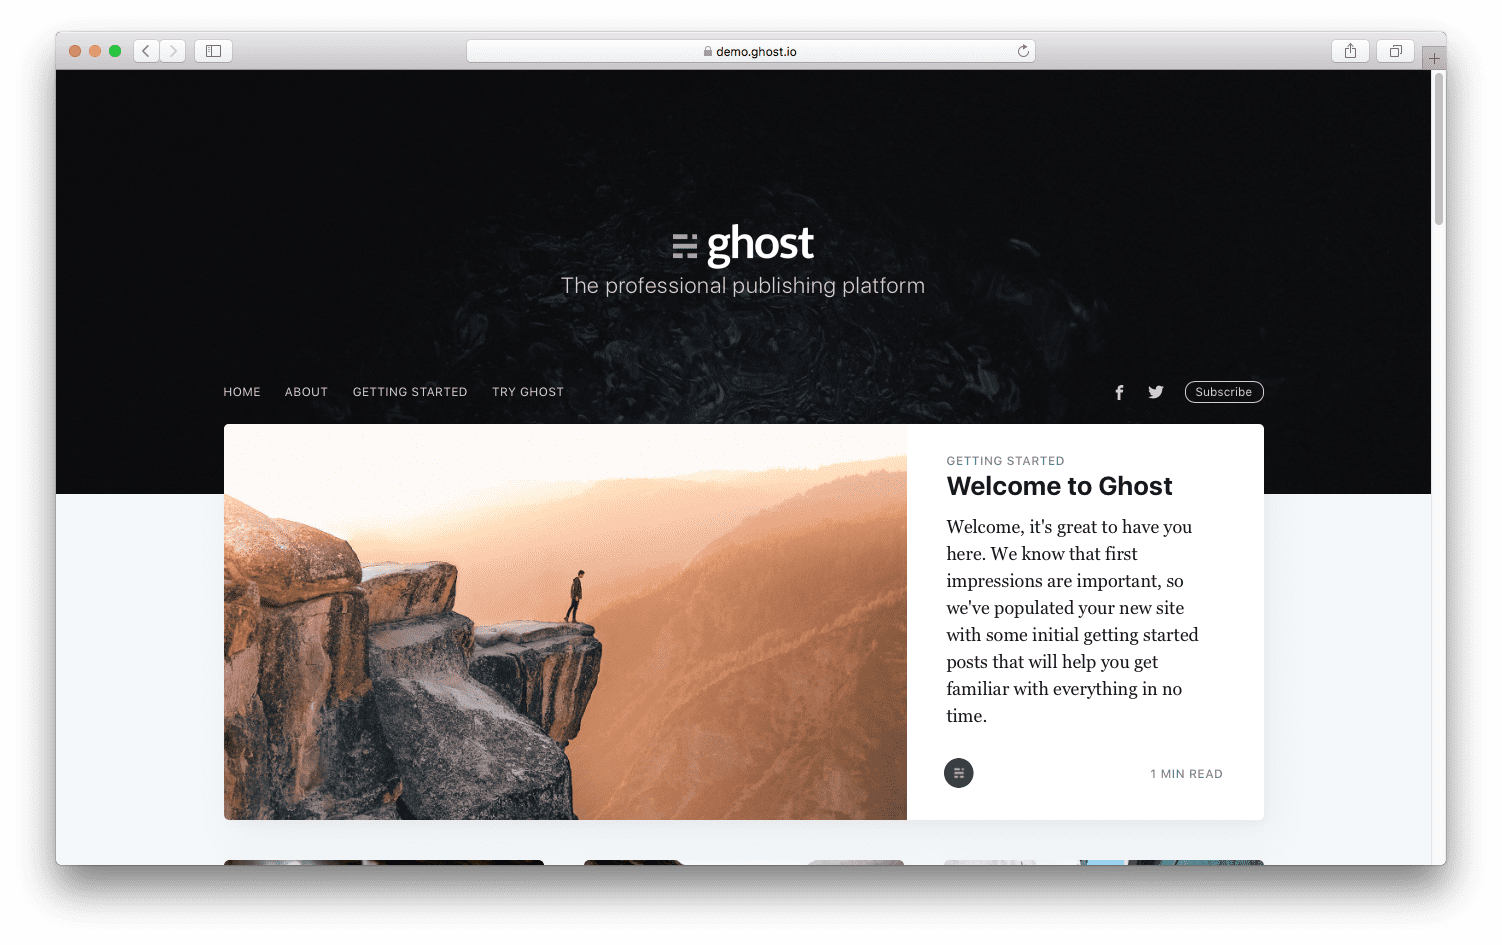 demo.ghost.io
ghost
The professional publishing platform
HOME ABOUT GETTING STARTED TRY GHOST Subscribe
GETTING STARTED
Welcome to Ghost
Welcome, it's great to have you
here. We know that first
impressions are important, so
we've populated your new site
with some initial getting started
posts that will help you get
familiar with everything in no
time.
1 MIN READ